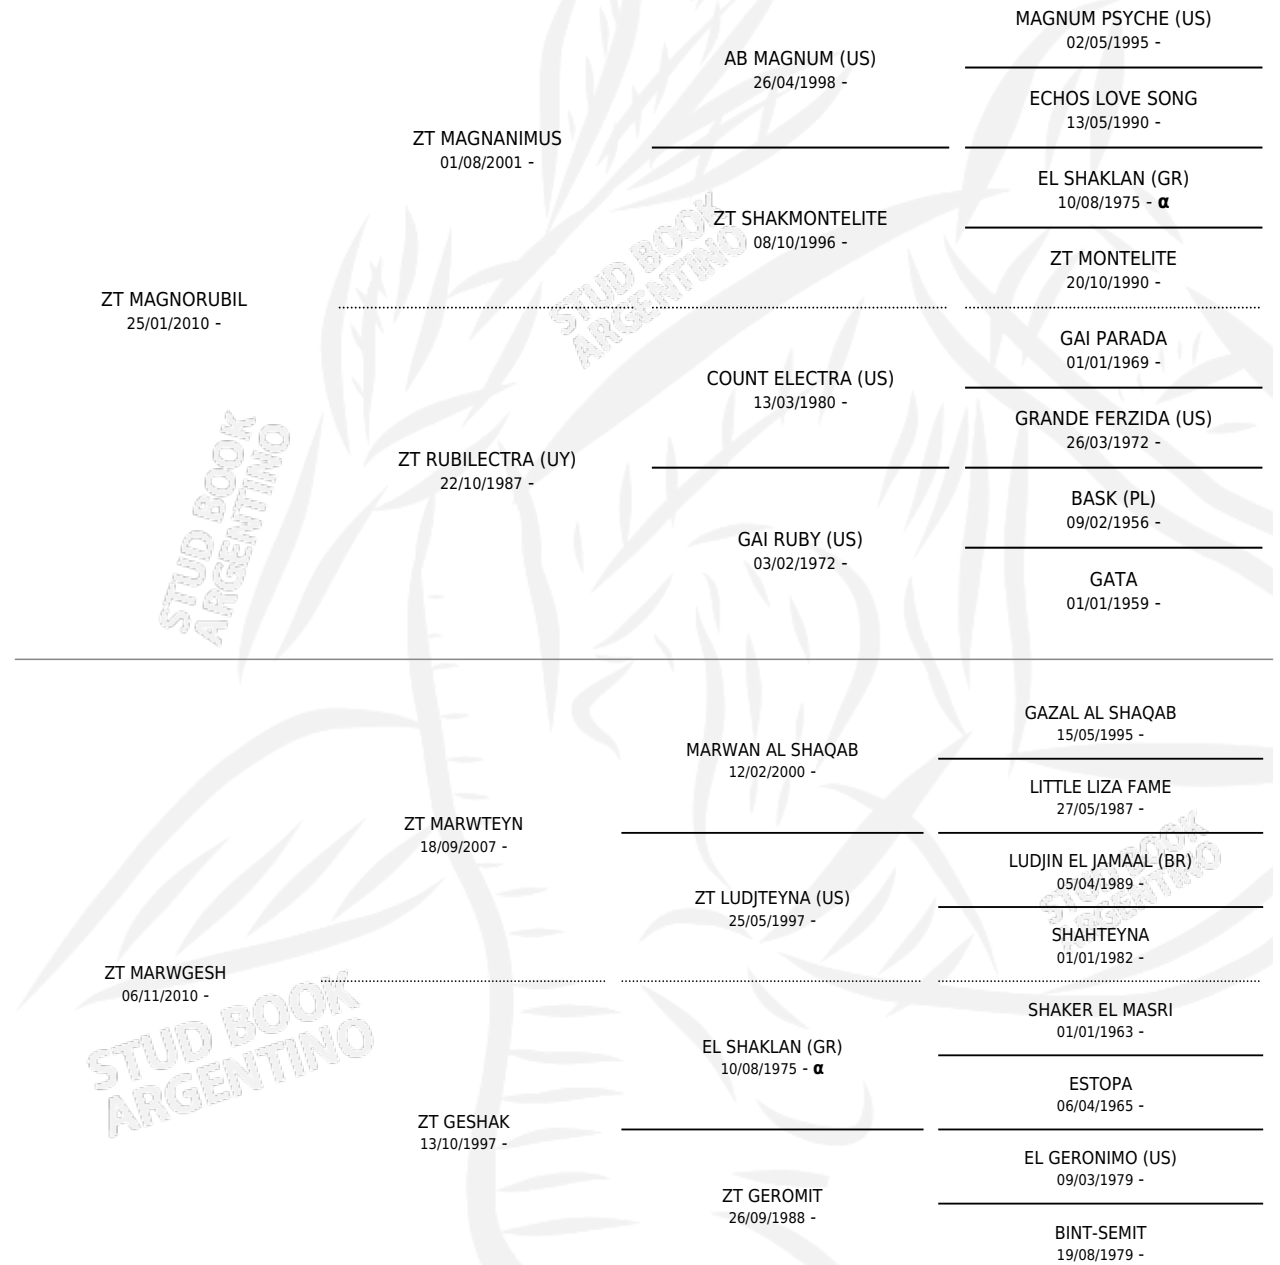 MAGNUM PSYCHE (US)
02/05/1995 -
AB MAGNUM (US)
26/04/1998 -
ECHOS LOVE SONG
13/05/1990 -
ZT MAGNANIMUS
01/08/2001 -
EL SHAKLAN (GR)
10/08/1975 - α
ZT SHAKMONTELITE
08/10/1996 -
ZT MONTELITE
20/10/1990 -
ZT MAGNORUBIL
25/01/2010 -
GAI PARADA
01/01/1969 -
COUNT ELECTRA (US)
13/03/1980 -
GRANDE FERZIDA (US)
26/03/1972 -
ZT RUBILECTRA (UY)
22/10/1987 -
BASK (PL)
09/02/1956 -
GAI RUBY (US)
03/02/1972 -
GATA
01/01/1959 -
GAZAL AL SHAQAB
15/05/1995 -
MARWAN AL SHAQAB
12/02/2000 -
LITTLE LIZA FAME
27/05/1987 -
ZT MARWTEYN
18/09/2007 -
LUDJIN EL JAMAAL (BR)
05/04/1989 -
ZT LUDJTEYNA (US)
25/05/1997 -
SHAHTEYNA
01/01/1982 -
ZT MARWGESH
06/11/2010 -
SHAKER EL MASRI
01/01/1963 -
EL SHAKLAN (GR)
10/08/1975 - α
ESTOPA
06/04/1965 -
ZT GESHAK
13/10/1997 -
EL GERONIMO (US)
09/03/1979 -
ZT GEROMIT
26/09/1988 -
BINT-SEMIT
19/08/1979 -
STUD BOOK
ARGENTINO
STUD BOOK
ARGENTINO
STUD BOOK
ARGENTINO
STUD BOOK
ARGENTINO